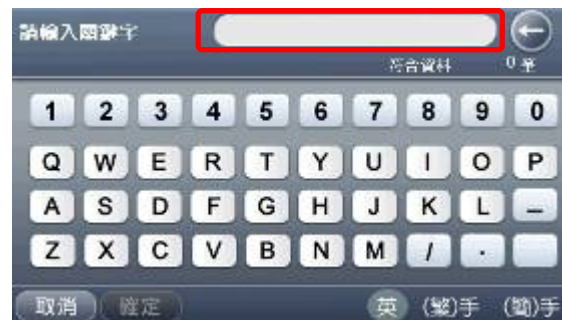 請輸入關鍵字
符合資料 0 筆
1 2 3 4 5 6 7 8 9 0
Q W E R T Y U I O P
A S D F G H J K L –
Z X C V B N M / .
取消 確定 英 (繁)手 (簡)手